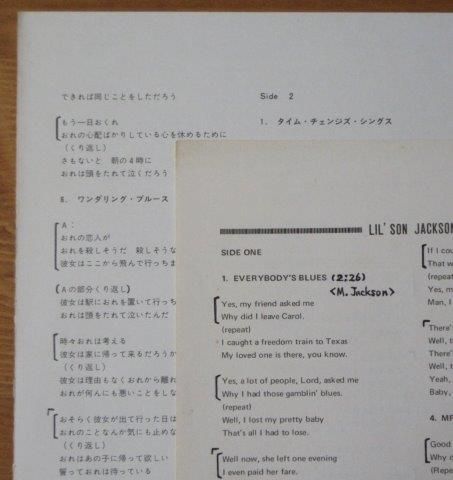 できれば同じことをしただろう
もう一日おくれ
おれの心配ばかりしている心を休めるために
(くり返し)
さもないと 朝の4時に
おれは頭をたれて泣くだろう
8. ワンダリング・ブルース
A:
おれの恋人が
おれを殺しそうだ 殺しそうな
彼女はここから飛んで行っちま
(Aの部分くり返し)
彼女は駅におれを置いて行っち
おれは頭をたれて泣いたんだ
時々おれは考える
彼女は家に帰って来るだろうか
(くり返し)
彼女は理由もなくおれから離れ
おれが何んにも悪いことをしな
おそらく彼女が出て行った日は
おれのことなんか気にも止めな
(くり返し)
おれはあの子に帰って欲しい
誓っておれは待っている
Side 2
1. タイム・チェンジズ・シングス
LIL' SON JACKSON
SIDE ONE
1. EVERYBODY'S BLUES (2:26)
<M. Jackson>
Yes, my friend asked me
Why did I leave Carol.
(repeat)
I caught a freedom train to Texas
My loved one is there, you know.
Yes, a lot of people, Lord, asked me
Why I had those gamblin' blues.
(repeat)
Well, I lost my pretty baby
That's all I had to lose.
Well now, she left one evening
I even paid her fare.
If I cou
That w
(repea
Yes, m
Man, I
There'
Well, t
There'
Well, t
Yeah,
Baby,
4. MR
Good
Why
(repe